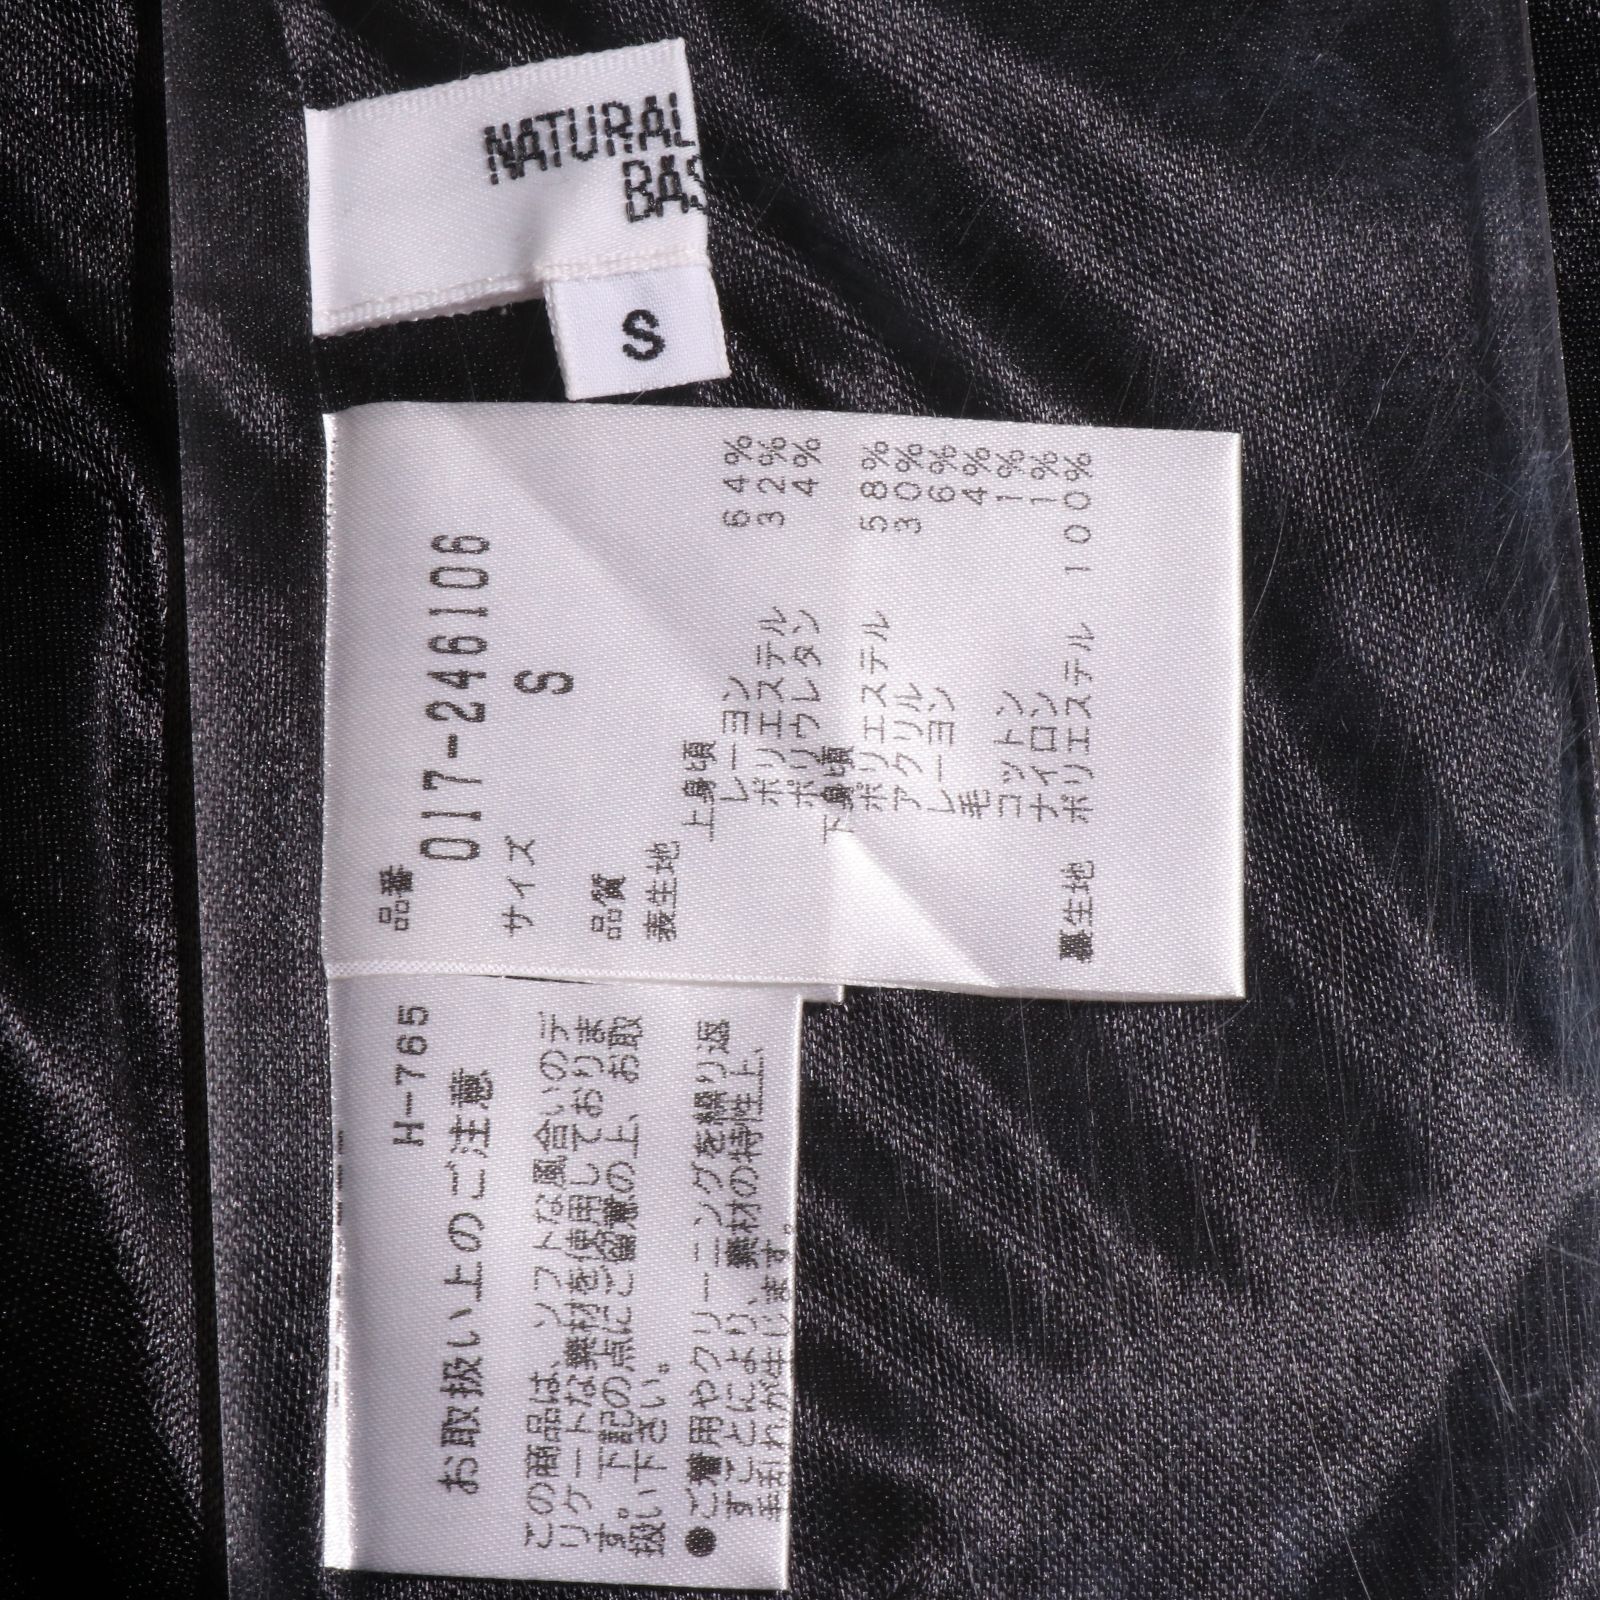 NATURAL
BAS
S
品番
017-246106
サイズ S
品質
表生地
上身頃
レーヨン 64%
ポリエステル 32%
ポリウレタン 4%
下身頃
ポリエステル 58%
アクリル 30%
レーヨン 6%
毛 4%
コットン 1%
ナイロン 1%
裏生地 ポリエステル 100%
H-765
お取扱い上のご注意
この商品は、ソフトな風合いのデ
リケートな素材を使用しておりま
す。下記の点にご留意の上、お取
扱い下さい。
●ご着用やクリーニングを繰り返
すことにより、素材の特性上、
毛乱れが生じます。